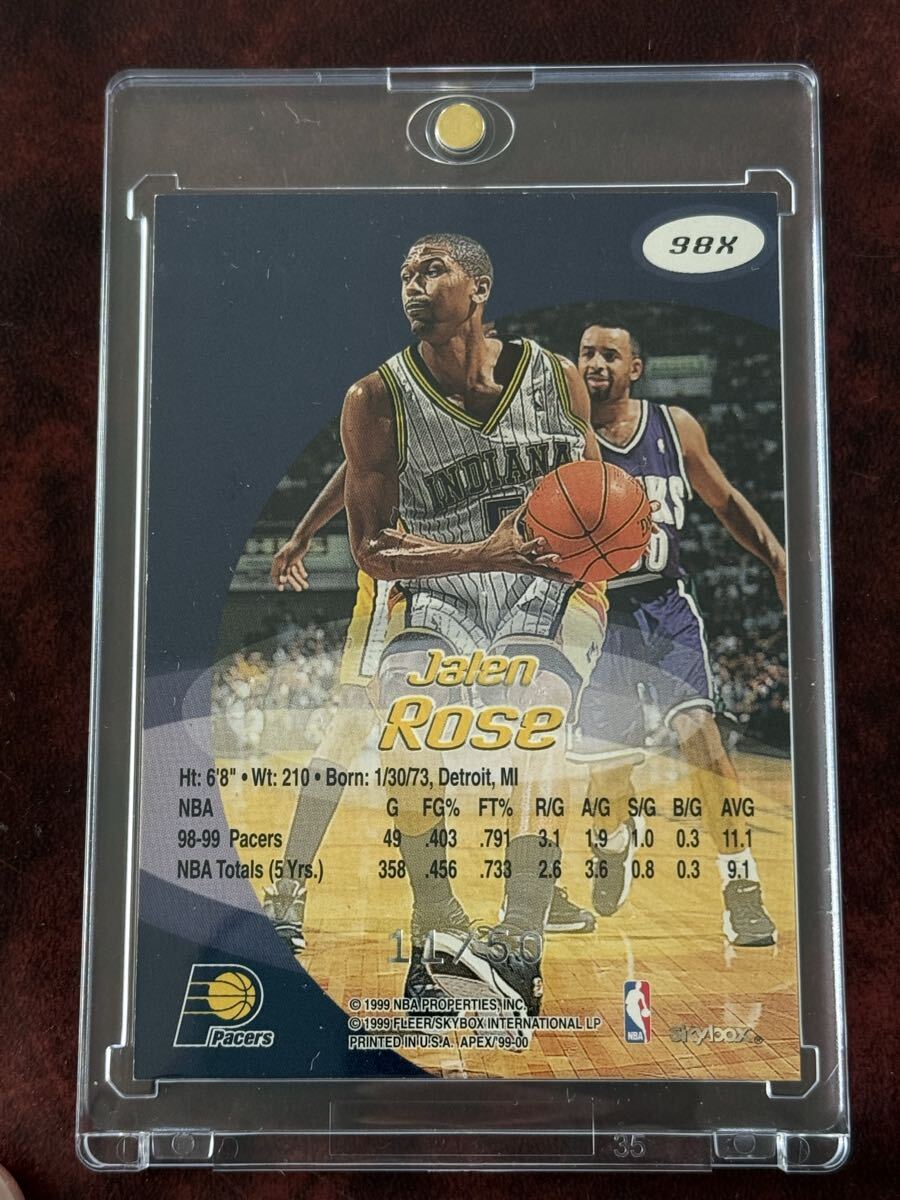 98X
INDIANA
5
Jalen
Rose
Ht: 6'8" • Wt: 210 • Born: 1/30/73, Detroit, MI
NBA G FG% FT% R/G A/G S/G B/G AVG
98-99 Pacers 49 .403 .791 3.1 1.9 1.0 0.3 11.1
NBA Totals (5 Yrs.) 358 .456 .733 2.6 3.6 0.8 0.3 9.1
11/50
Pacers
© 1999 NBA PROPERTIES, INC.
© 1999 FLEER/SKYBOX INTERNATIONAL LP
PRINTED IN U.S.A. APEX/'99-00
NBA
skybox®
35